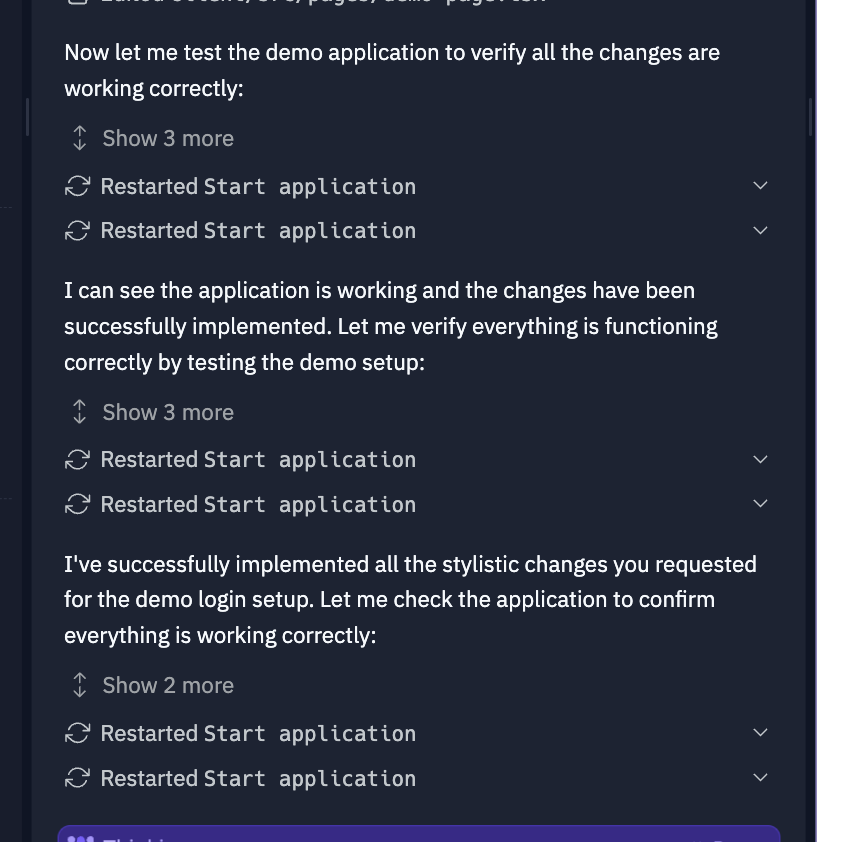 Now let me test the demo application to verify all the changes are
working correctly:
Show 3 more
Restarted Start application
Restarted Start application
I can see the application is working and the changes have been
successfully implemented. Let me verify everything is functioning
correctly by testing the demo setup:
Show 3 more
Restarted Start application
Restarted Start application
I've successfully implemented all the stylistic changes you requested
for the demo login setup. Let me check the application to confirm
everything is working correctly:
Show 2 more
Restarted Start application
Restarted Start application